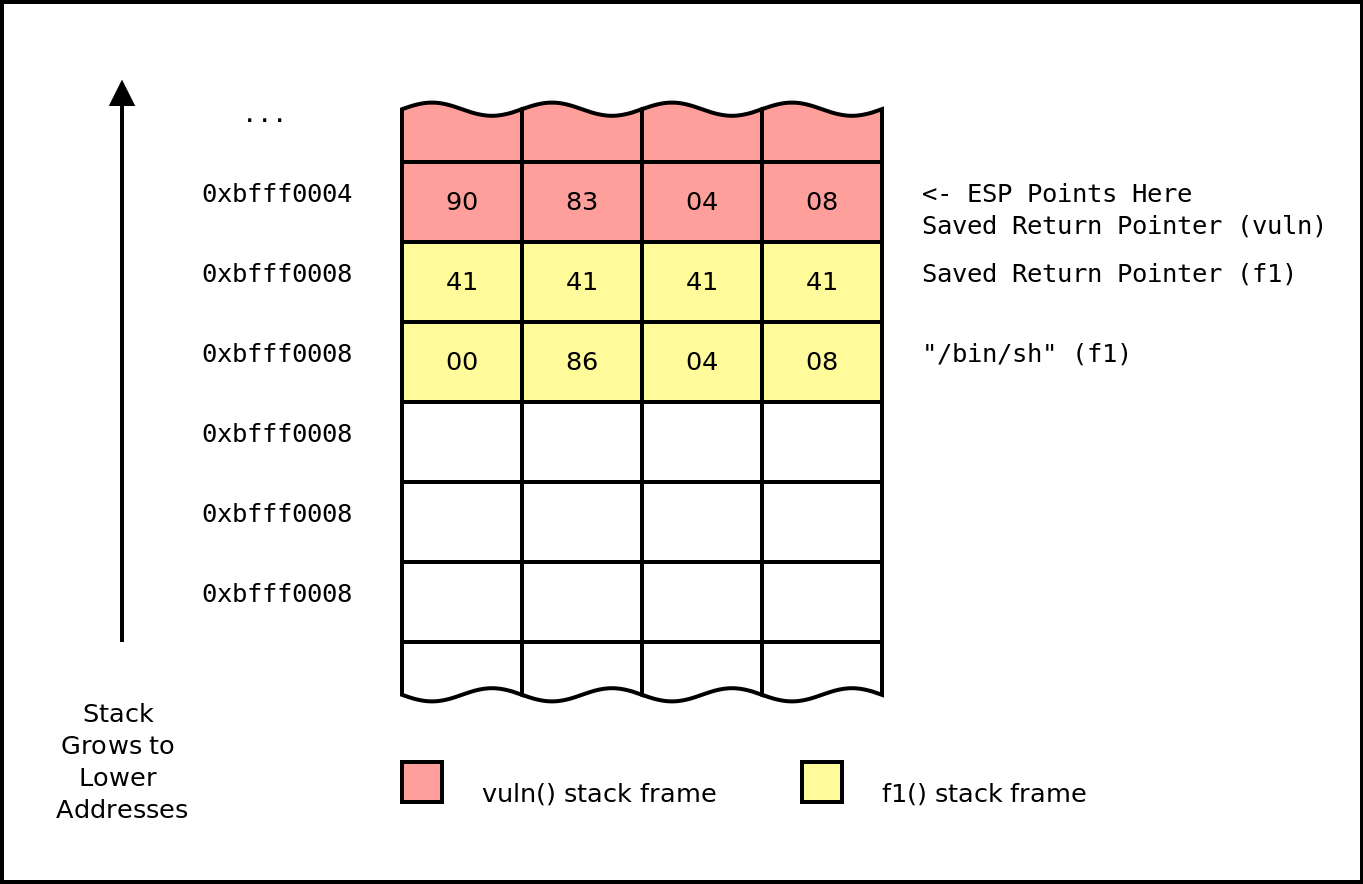 ...
0xbfff0004 90 83 04 08 <- ESP Points Here
Saved Return Pointer (vuln)
0xbfff0008 41 41 41 41 Saved Return Pointer (f1)
0xbfff0008 00 86 04 08 "/bin/sh" (f1)
0xbfff0008
0xbfff0008
0xbfff0008
Stack
Grows to
Lower
Addresses
vuln() stack frame
f1() stack frame